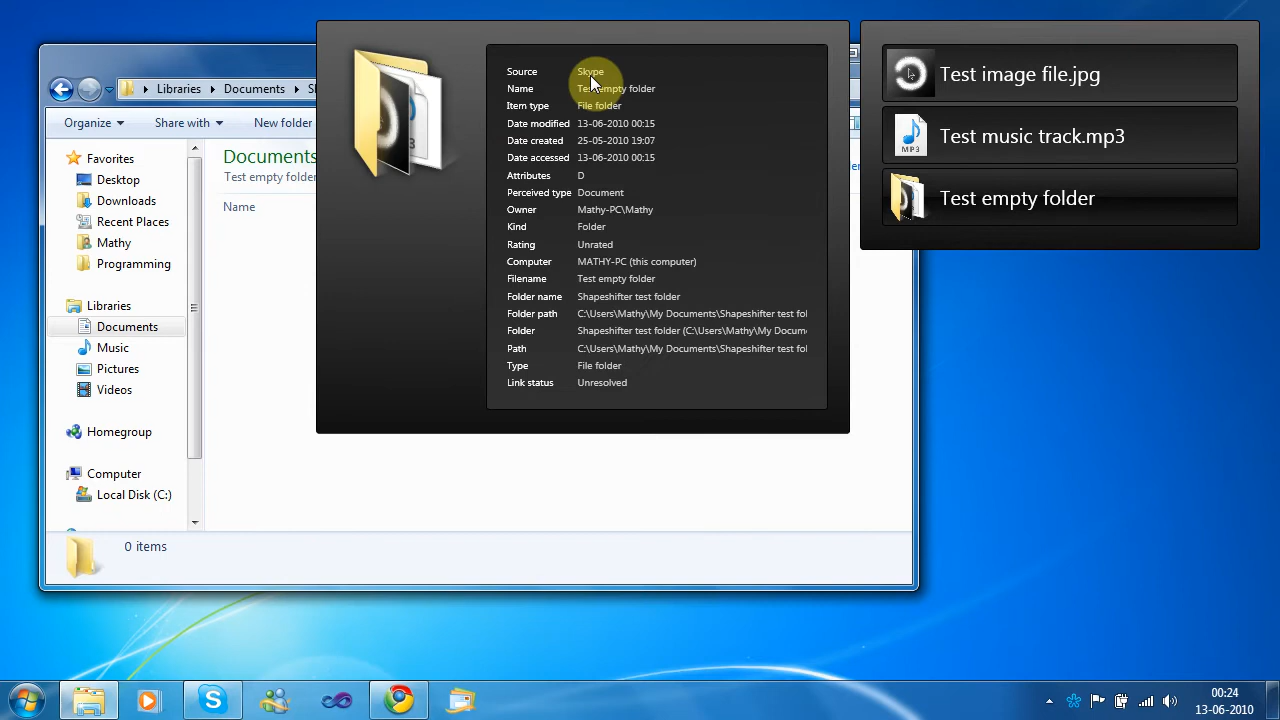 Libraries
Documents
Organize
Share with
New folder
Favorites
Desktop
Downloads
Recent Places
Mathy
Programming
Libraries
Documents
Music
Pictures
Videos
Homegroup
Computer
Local Disk (C:)
Documents
Test empty folder
Name
0 items
Source Skype
Name Test empty folder
Item type File folder
Date modified 13-06-2010 00:15
Date created 25-05-2010 19:07
Date accessed 13-06-2010 00:15
Attributes D
Perceived type Document
Owner Mathy-PC\Mathy
Kind Folder
Rating Unrated
Computer MATHY-PC (this computer)
Filename Test empty folder
Folder name Shapeshifter test folder
Folder path C:\Users\Mathy\My Documents\Shapeshifter test fol
Folder Shapeshifter test folder (C:\Users\Mathy\My Docum
Path C:\Users\Mathy\My Documents\Shapeshifter test fol
Type File folder
Link status Unresolved
Test image file.jpg
MP3
Test music track.mp3
Test empty folder
00:24
13-06-2010